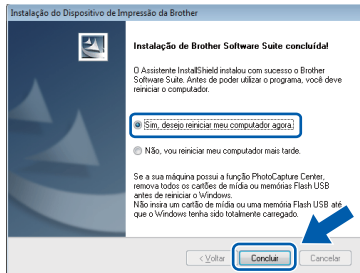 Instalação do Dispositivo de Impressão da Brother
Instalação de Brother Software Suite concluída!
O Assistente InstallShield instalou com sucesso o Brother
Software Suite. Antes de poder utilizar o programa, você deve
reiniciar o computador.
Sim, desejo reiniciar meu computador agora.
Não, vou reiniciar meu computador mais tarde.
Se a sua máquina possui a função PhotoCapture Center,
remova todos os cartões de mídia ou memórias Flash USB
antes de reiniciar o Windows.
Não insira um cartão de mídia ou uma memória Flash USB até
que o Windows tenha sido totalmente carregado.
< Voltar
Concluir
Cancelar